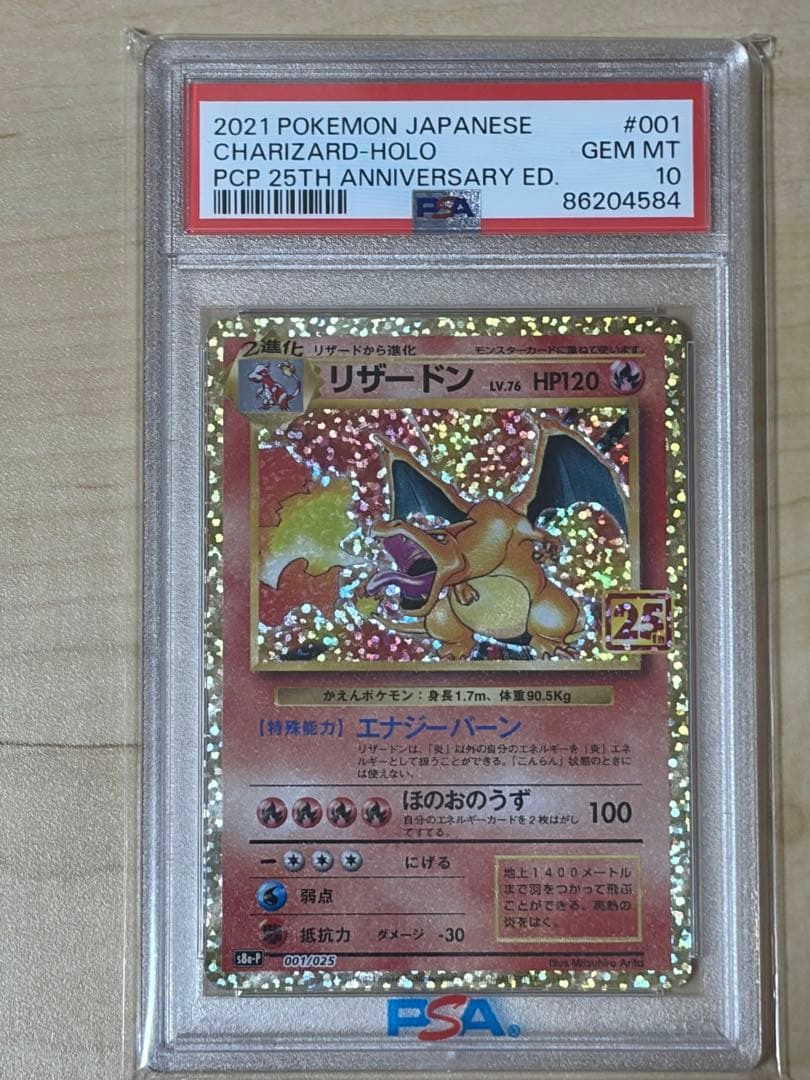 2021 POKEMON JAPANESE #001
CHARIZARD-HOLO GEM MT
PCP 25TH ANNIVERSARY ED. 10
PSA 86204584
2進化 リザードから進化 モンスターカードに重ねて使います。
リザードン LV.76 HP120
25th
かえんポケモン：身長1.7m、体重90.5Kg
【特殊能力】エナジーバーン
リザードンは、「炎」以外の自分のエネルギーを「炎」エネ
ルギーとして扱うことができる。「こんらん」状態のときに
は使えない。
ほのおのうず 100
自分のエネルギーカードを2枚はがし
てすてる。
にげる
弱点
抵抗力 ダメージ -30
地上1400メートル
まで羽をつかって飛ぶ
ことができる。高熱の
炎をはく。
s8a-P 001/025
Illus. Mitsuhiro Arita
PSA®